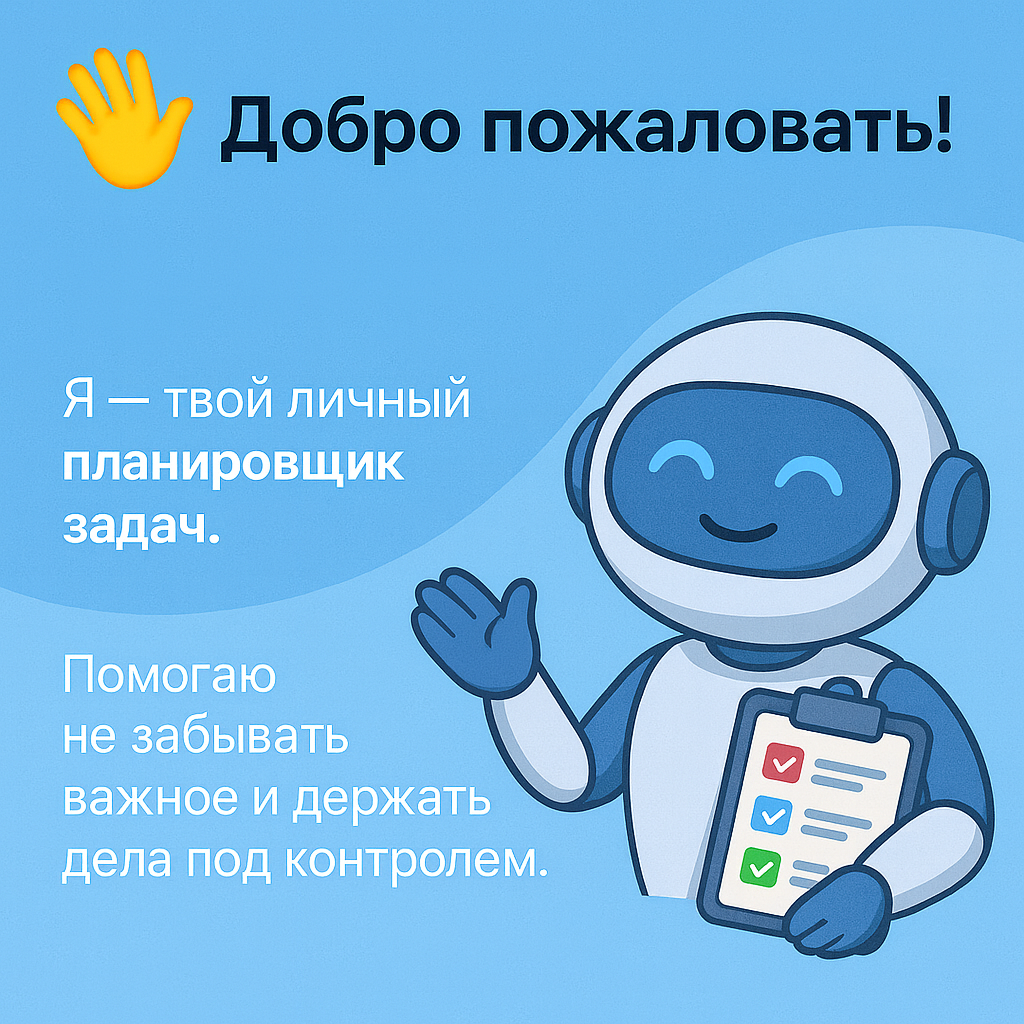 Добро пожаловать!
Я — твой личный
планировщик
задач.
Помогаю
не забывать
важное и держать
дела под контролем.